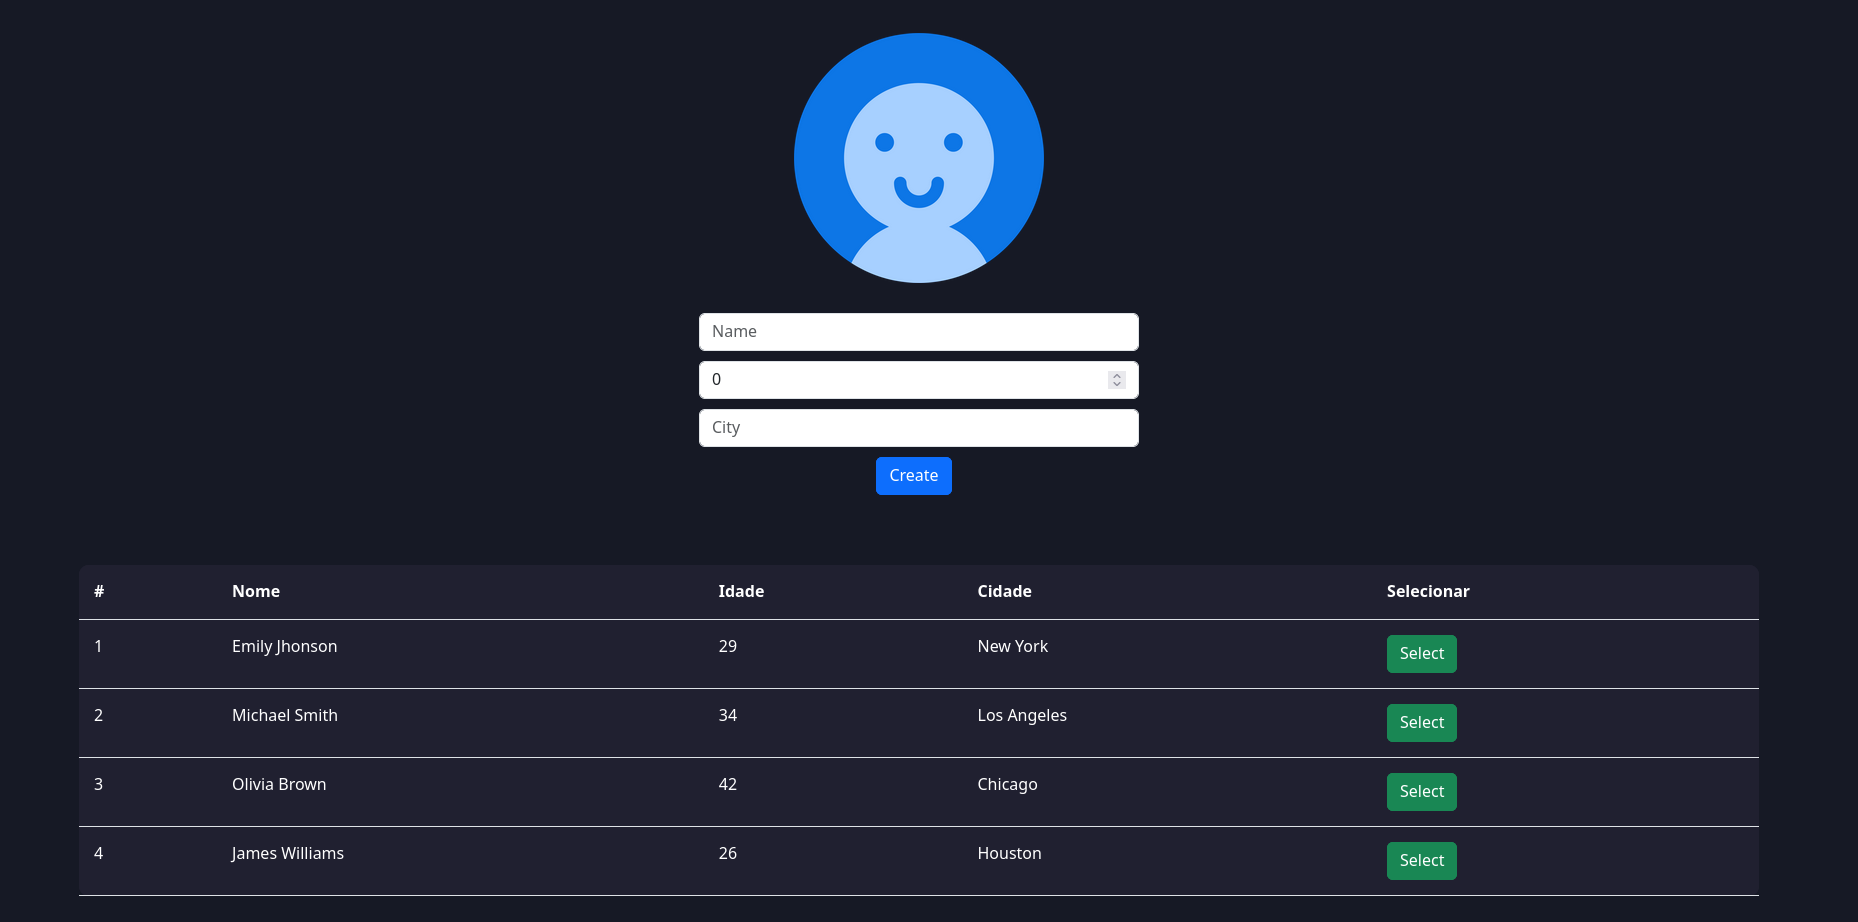 Name
0
City
Create
# Nome Idade Cidade Selecionar
1 Emily Jhonson 29 New York Select
2 Michael Smith 34 Los Angeles Select
3 Olivia Brown 42 Chicago Select
4 James Williams 26 Houston Select